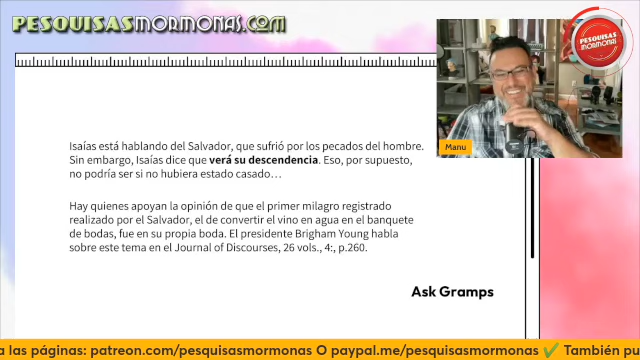 PESQUISASMORMONAS.COM
PESQUISAS
MORMONAS
Manu
Isaías está hablando del Salvador, que sufrió por los pecados del hombre.
Sin embargo, Isaías dice que verá su descendencia. Eso, por supuesto,
no podría ser si no hubiera estado casado…
Hay quienes apoyan la opinión de que el primer milagro registrado
realizado por el Salvador, el de convertir el vino en agua en el banquete
de bodas, fue en su propia boda. El presidente Brigham Young habla
sobre este tema en el Journal of Discourses, 26 vols., 4:, p.260.
Ask Gramps
a las páginas: patreon.com/pesquisasmormonas O paypal.me/pesquisasmormonas ✅ También pu